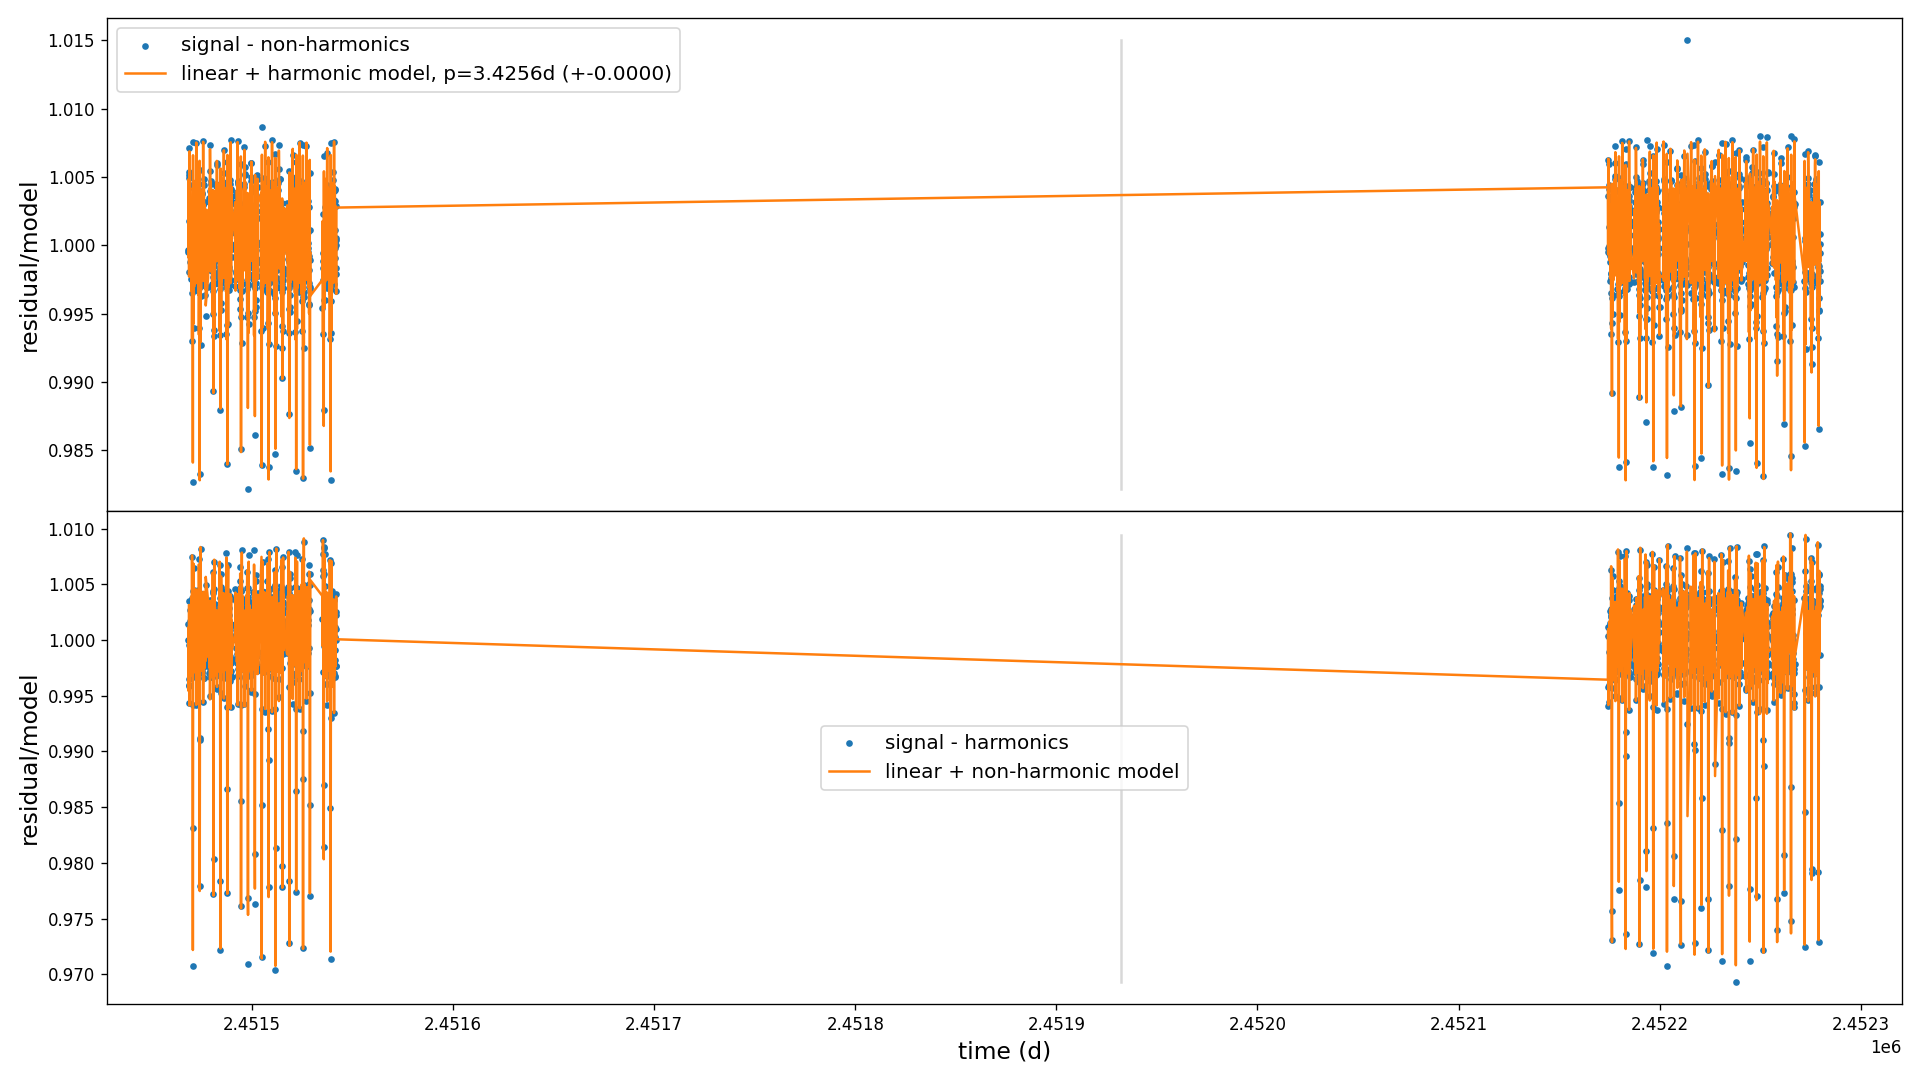 signal - non-harmonics
linear + harmonic model, p=3.4256d (+-0.0000)
1.015
1.010
1.005
1.000
0.995
0.990
0.985
residual/model
1.010
1.005
1.000
0.995
0.990
0.985
0.980
0.975
0.970
residual/model
signal - harmonics
linear + non-harmonic model
2.4515 2.4516 2.4517 2.4518 2.4519 2.4520 2.4521 2.4522 2.4523
1e6
time (d)